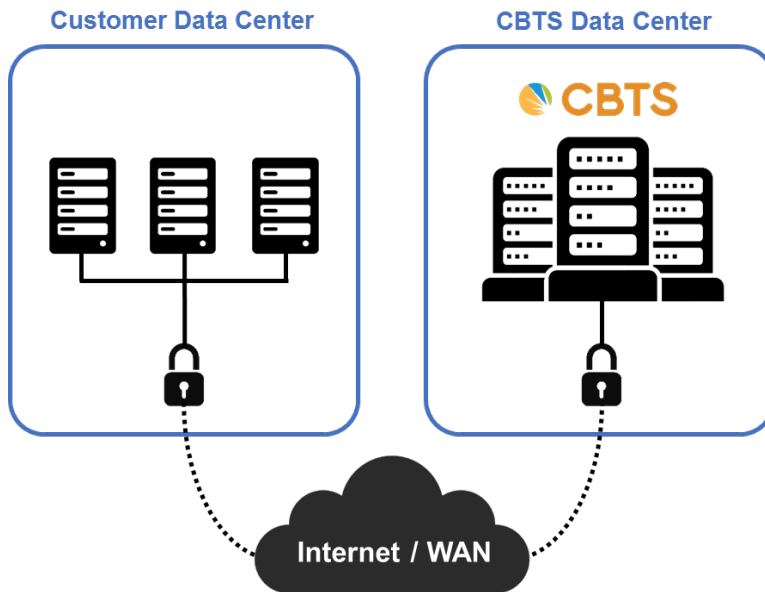 Customer Data Center
CBTS Data Center
CBTS
Internet / WAN